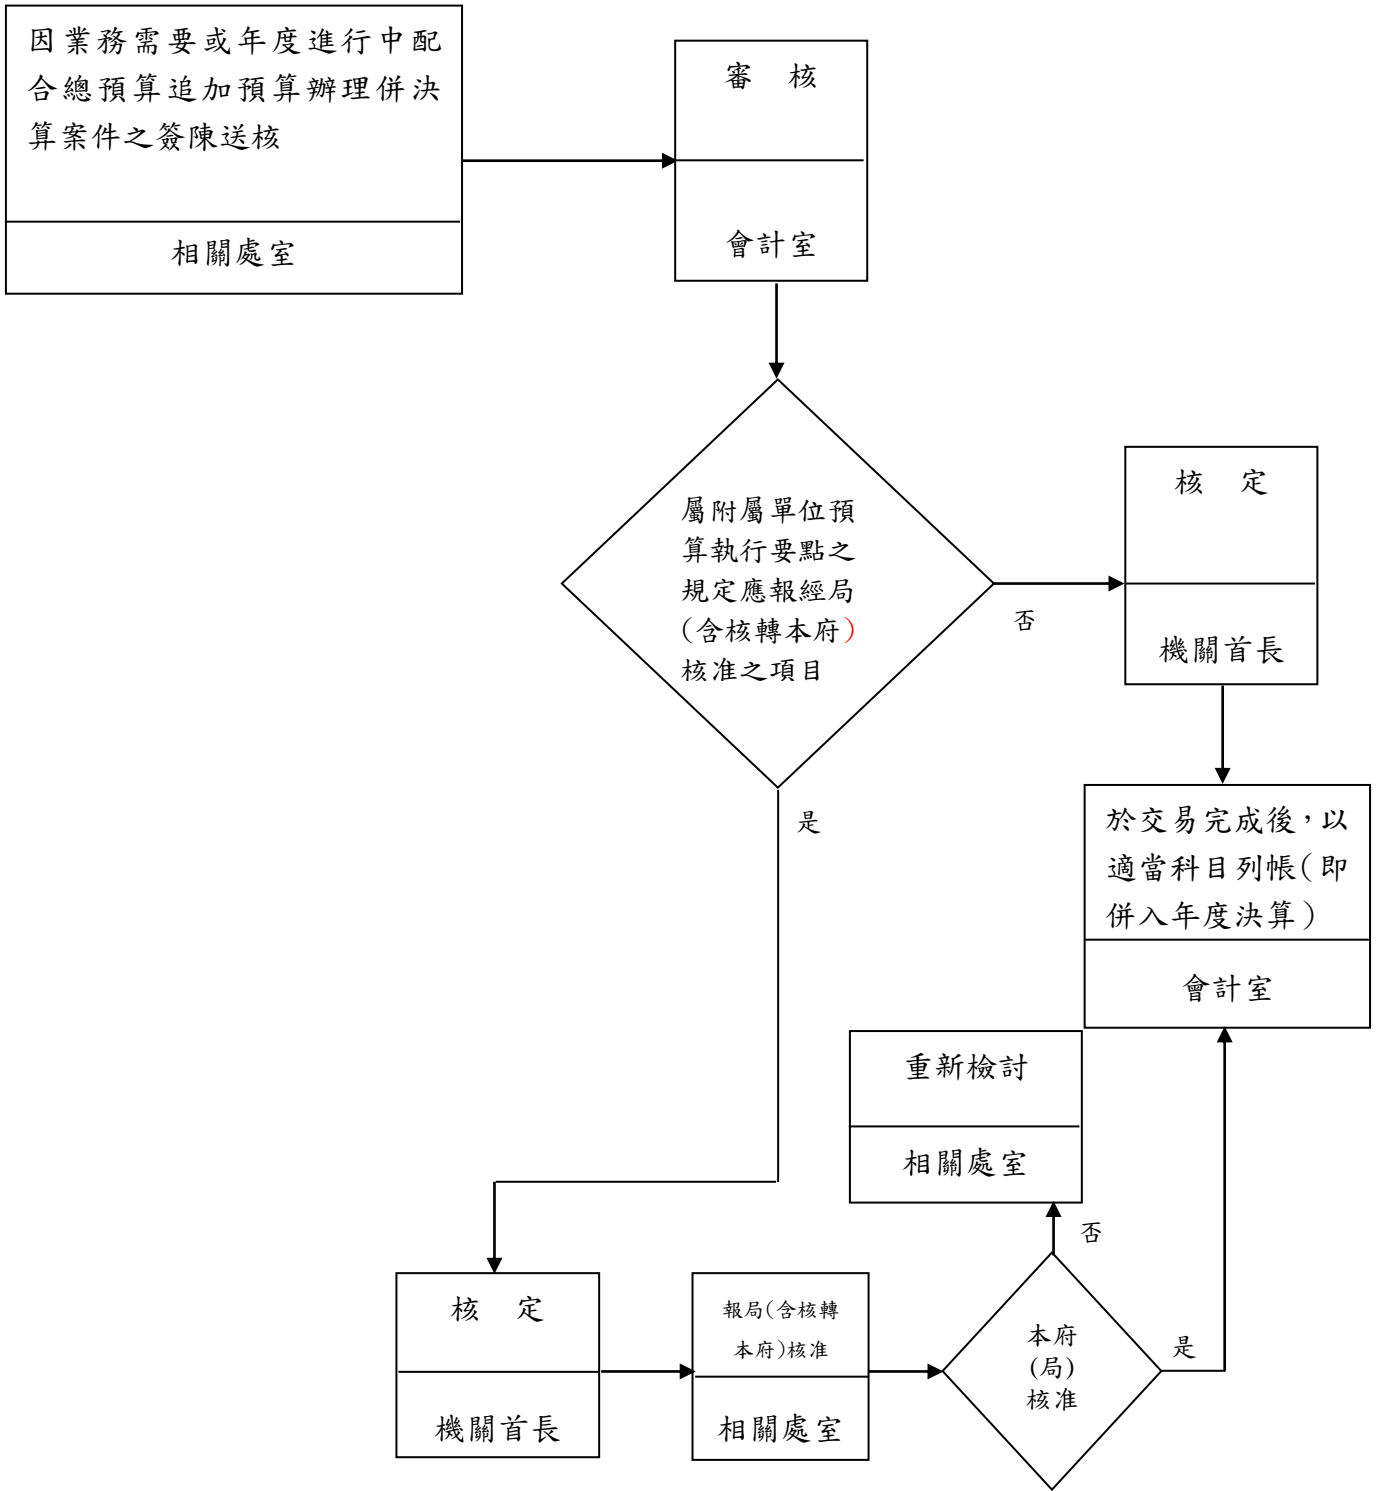 因業務需要或年度進行中配
合總預算追加預算辦理併決
算案件之簽陳送核
相關處室
審　核
會計室
屬附屬單位預
算執行要點之
規定應報經局
(含核轉本府)
核准之項目
否
核　定
機關首長
是
於交易完成後，以
適當科目列帳(即
併入年度決算)
會計室
重新檢討
相關處室
否
核　定
機關首長
報局(含核轉
本府)核准
相關處室
本府
(局)
核准
是